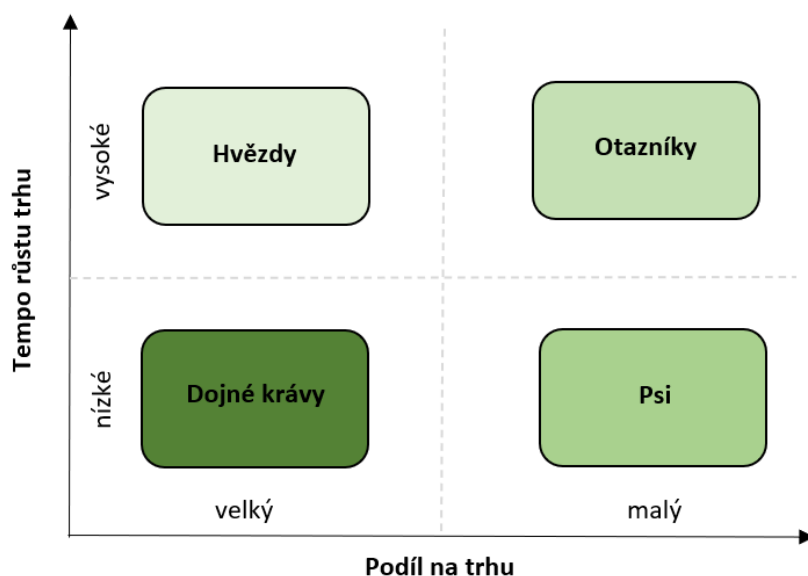 Tempo růstu trhu
vysoké
Hvězdy
Otazníky
nízké
Dojné krávy
Psi
velký
malý
Podíl na trhu